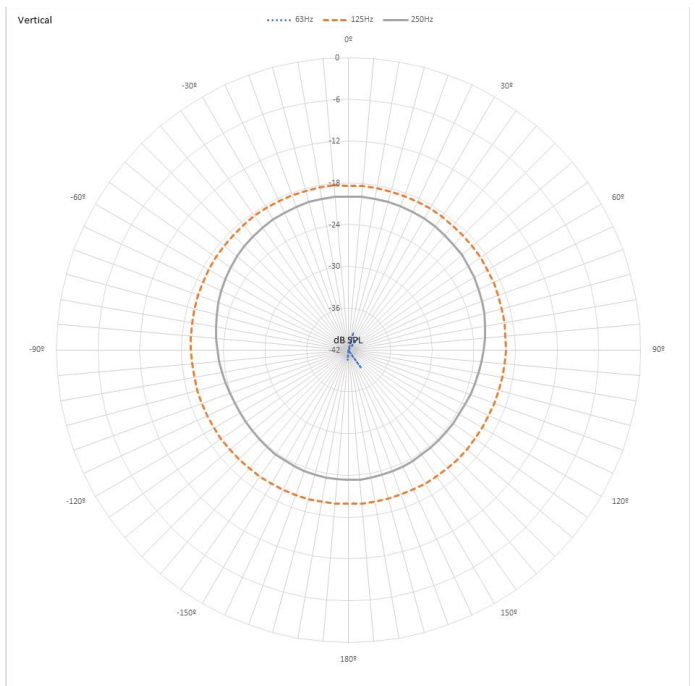 Vertical
63Hz 125Hz 250Hz
0º
-30º 30º
-60º 60º
-90º 90º
-120º 120º
-150º 150º
180º
0
-6
-12
-18
-24
-30
-36
dB SPL
-42